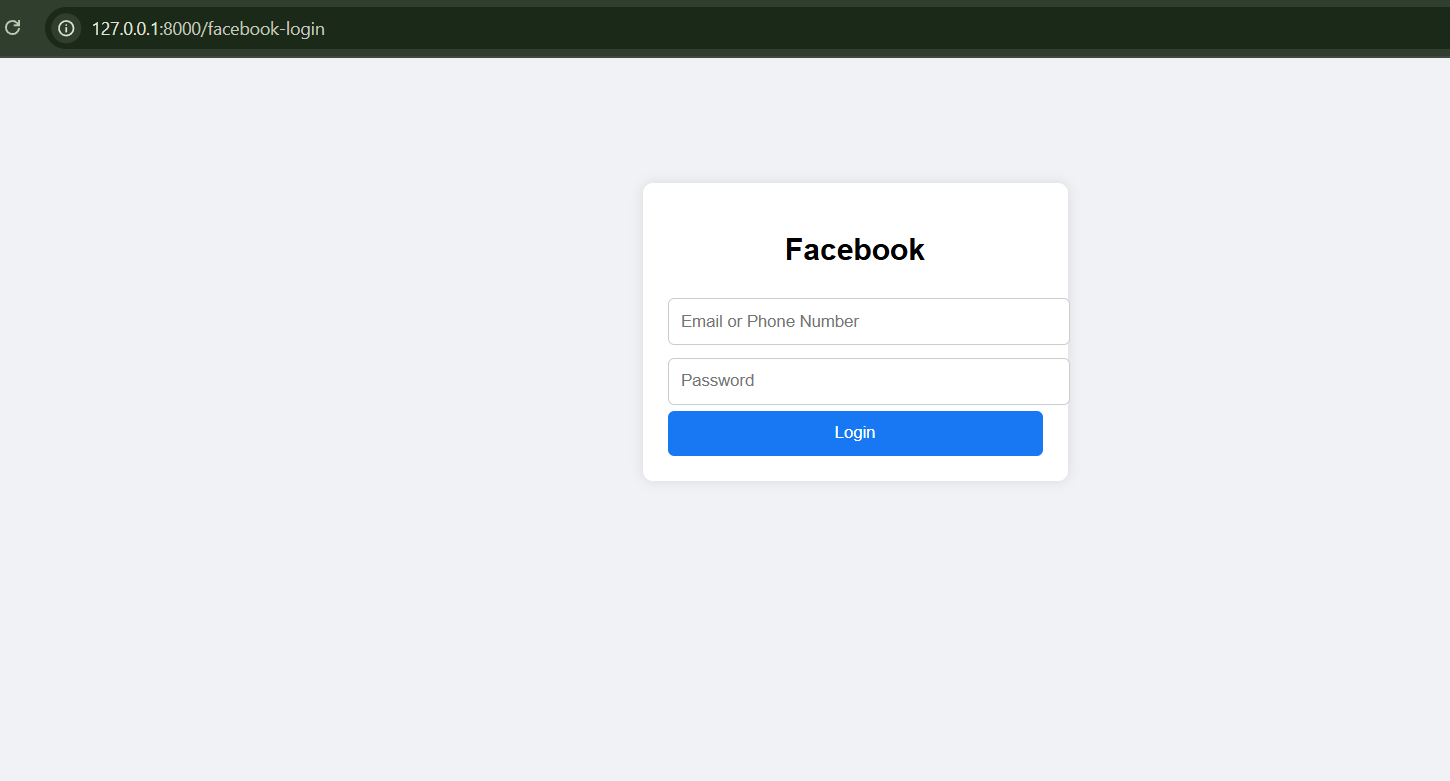 127.0.0.1:8000/facebook-login
Facebook
Email or Phone Number
Password
Login